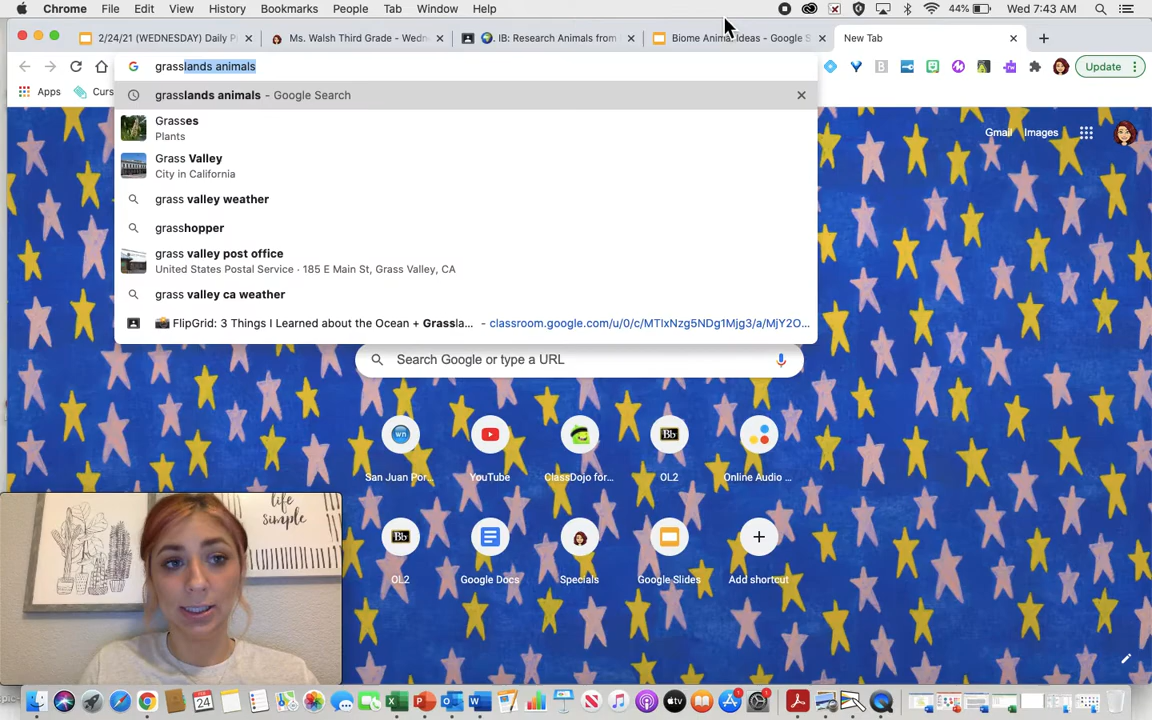 Chrome File Edit View History Bookmarks People Tab Window Help 44% Wed 7:43 AM
2/24/21 (WEDNESDAY) Daily P Ms. Walsh Third Grade - Wedn IB: Research Animals from Biome Animal Ideas - Google S New Tab
grasslands animals Update
Apps Curs
grasslands animals - Google Search
Grasses
Plants
Grass Valley
City in California
grass valley weather
grasshopper
grass valley post office
United States Postal Service · 185 E Main St, Grass Valley, CA
grass valley ca weather
FlipGrid: 3 Things I Learned about the Ocean + Grassla... - classroom.google.com/u/0/c/MTIxNzg5NDg1Mjg3/a/MjY2O...
Gmail Images
Search Google or type a URL
San Juan Por... YouTube ClassDojo for... OL2 Online Audio ...
OL2 Google Docs Specials Google Slides Add shortcut
life
simple